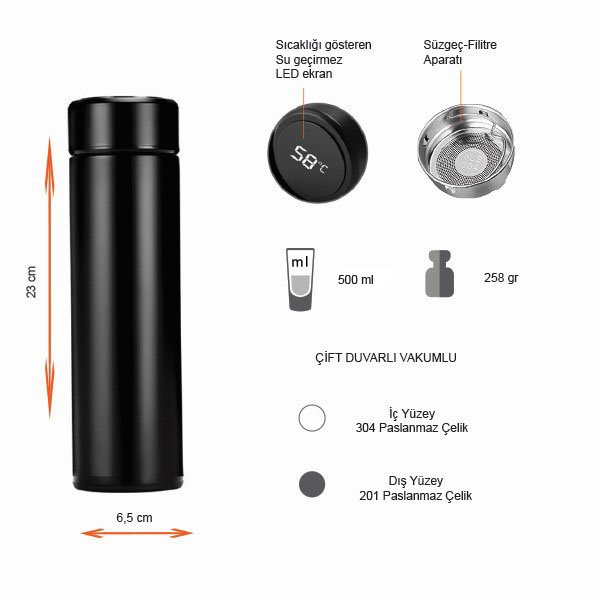 Sıcaklığı gösteren
Su geçirmez
LED ekran
Süzgeç-Filitre
Aparatı
58°C
304
23 cm
ml
500 ml
258 gr
ÇİFT DUVARLI VAKUMLU
İç Yüzey
304 Paslanmaz Çelik
Dış Yüzey
201 Paslanmaz Çelik
6,5 cm